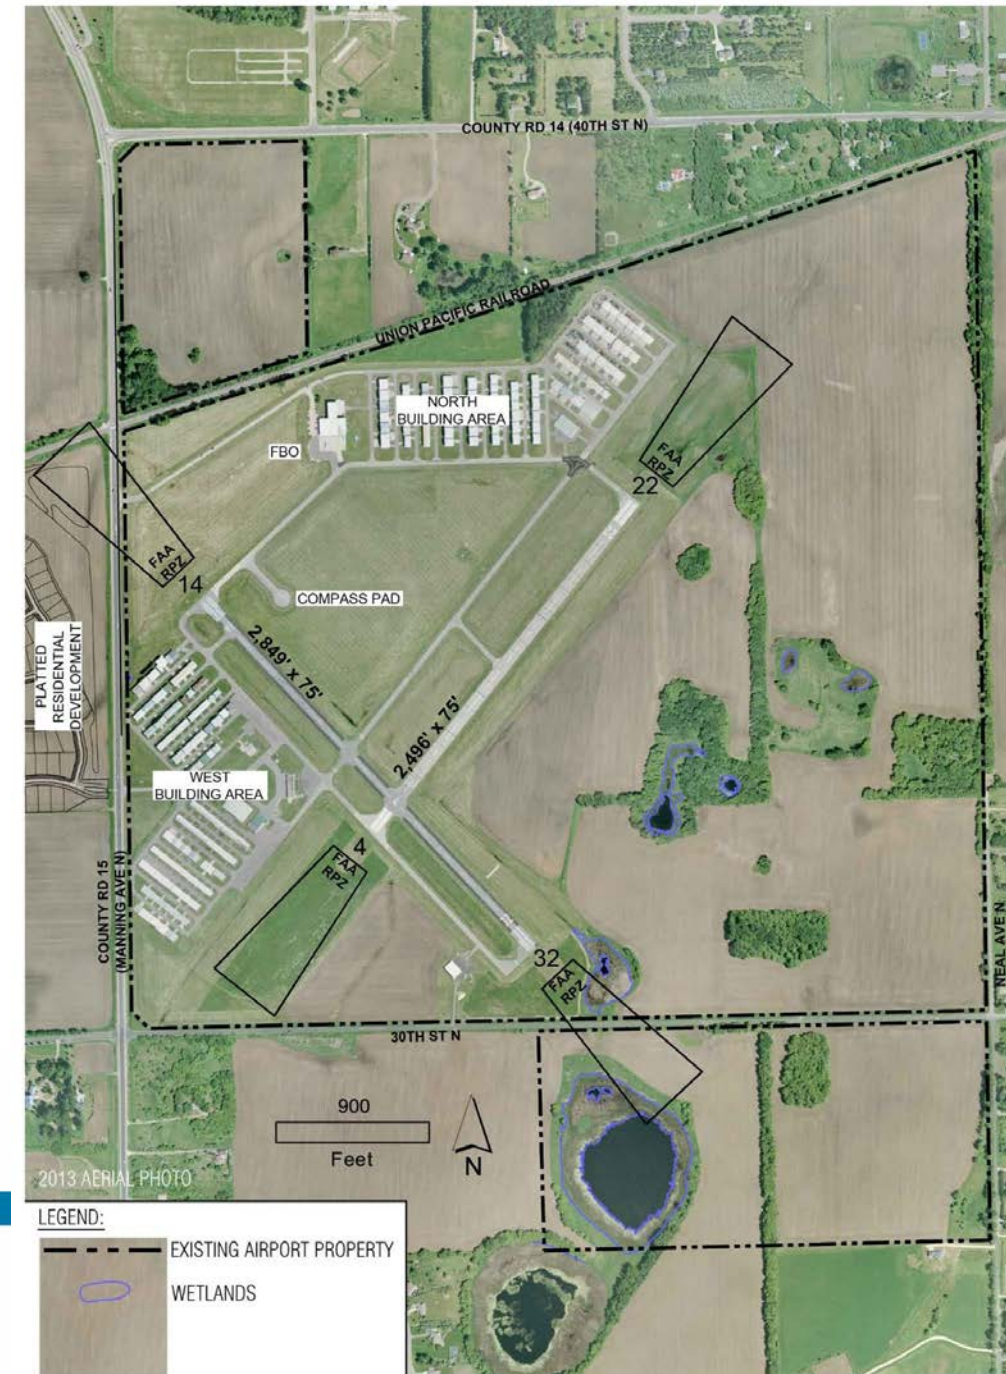 COUNTY RD 14 (40TH ST N)
UNION PACIFIC RAILROAD
NORTH
BUILDING AREA
FBO
FAA
RPZ
22
FAA
RPZ
14
COMPASS PAD
PLATTED
RESIDENTIAL
DEVELOPMENT
2,849' x 75'
2,496' x 75'
WEST
BUILDING AREA
4
FAA
RPZ
COUNTY RD 15
(MANNING AVE N)
32
FAA
RPZ
NEAL AVE N
30TH ST N
900
Feet
N
2013 AERIAL PHOTO
LEGEND:
EXISTING AIRPORT PROPERTY
WETLANDS